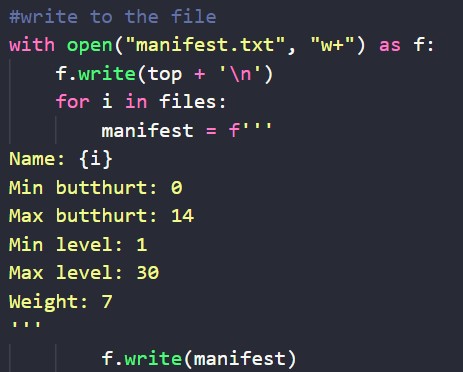 #write to the file
with open("manifest.txt", "w+") as f:
    f.write(top + '\n')
    for i in files:
        manifest = f'''
Name: {i}
Min butthurt: 0
Max butthurt: 14
Min level: 1
Max level: 30
Weight: 7
'''
        f.write(manifest)